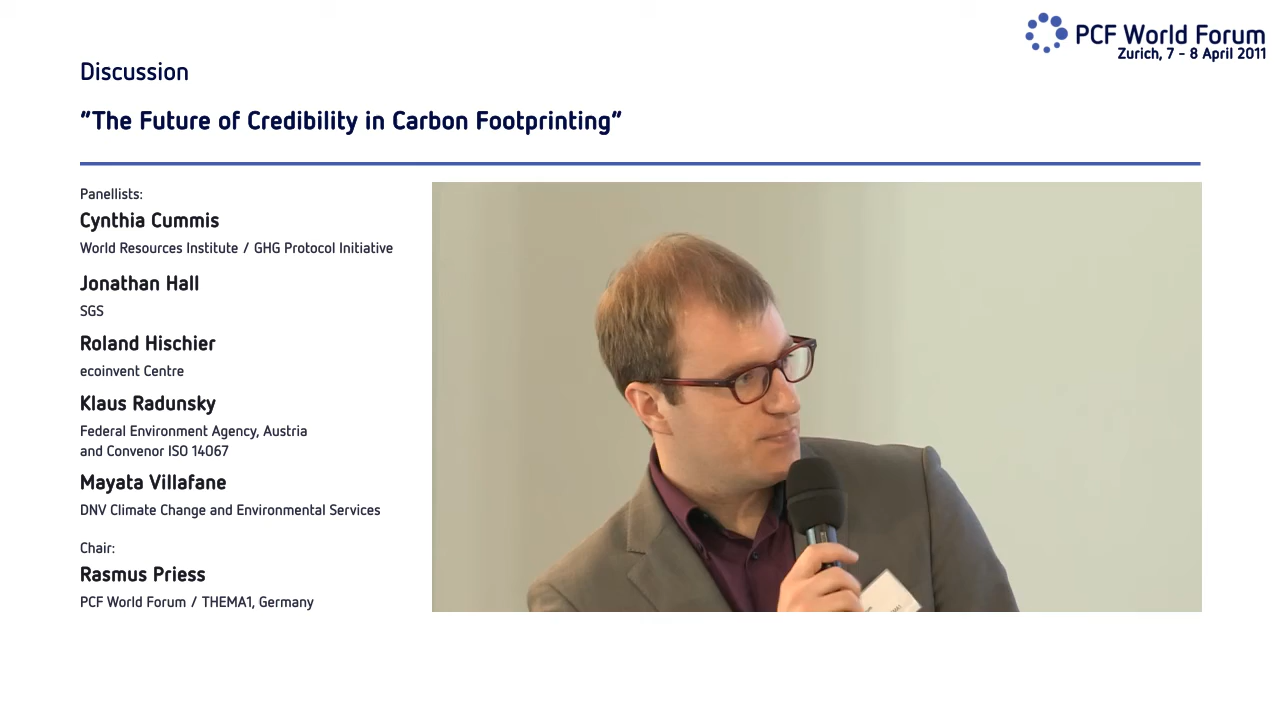 PCF World Forum
Zurich, 7 - 8 April 2011
Discussion
"The Future of Credibility in Carbon Footprinting"
Panellists:
Cynthia Cummis
World Resources Institute / GHG Protocol Initiative
Jonathan Hall
SGS
Roland Hischier
ecoinvent Centre
Klaus Radunsky
Federal Environment Agency, Austria
and Convenor ISO 14067
Mayata Villafane
DNV Climate Change and Environmental Services
Chair:
Rasmus Priess
PCF World Forum / THEMA1, Germany